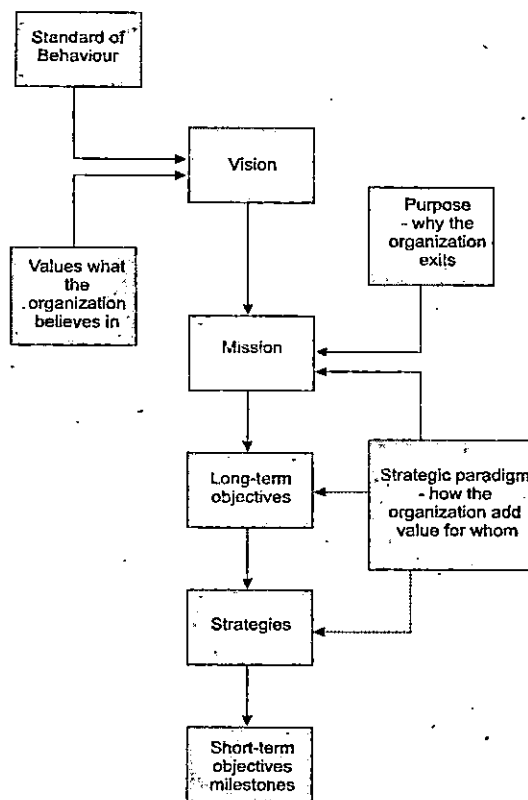 Standard of
Behaviour
Vision
Purpose
- why the
organization
exits
Values what
the
organization
believes in
Mission
Long-term
objectives
Strategic paradigm
- how the
organization add
value for whom
Strategies
Short-term
objectives
milestones